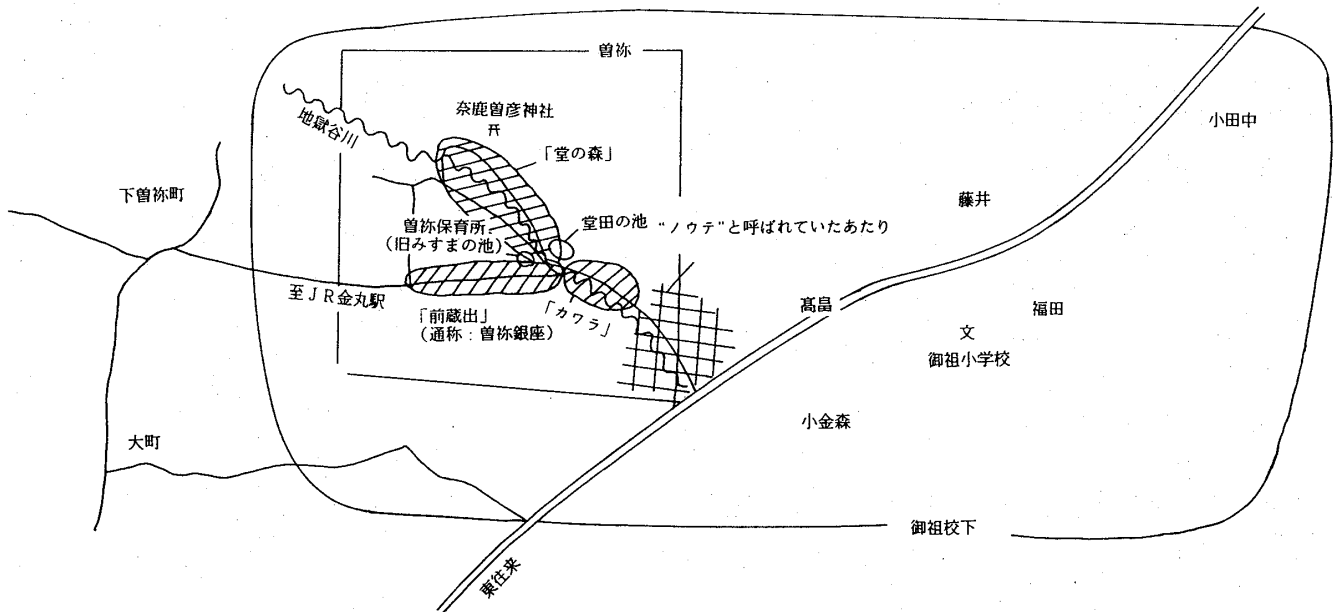 曽祢
奈鹿曽彦神社
地獄谷川
「堂の森」
小田中
下曽祢町
藤井
曽祢保育所
(旧みすまの池)
堂田の池
"ノウテ"と呼ばれていたあたり
至JR金丸駅
「前蔵出」
(通称:曽祢銀座)
「カワラ」
高畠
福田
文
御祖小学校
小金森
大町
御祖校下
東往来